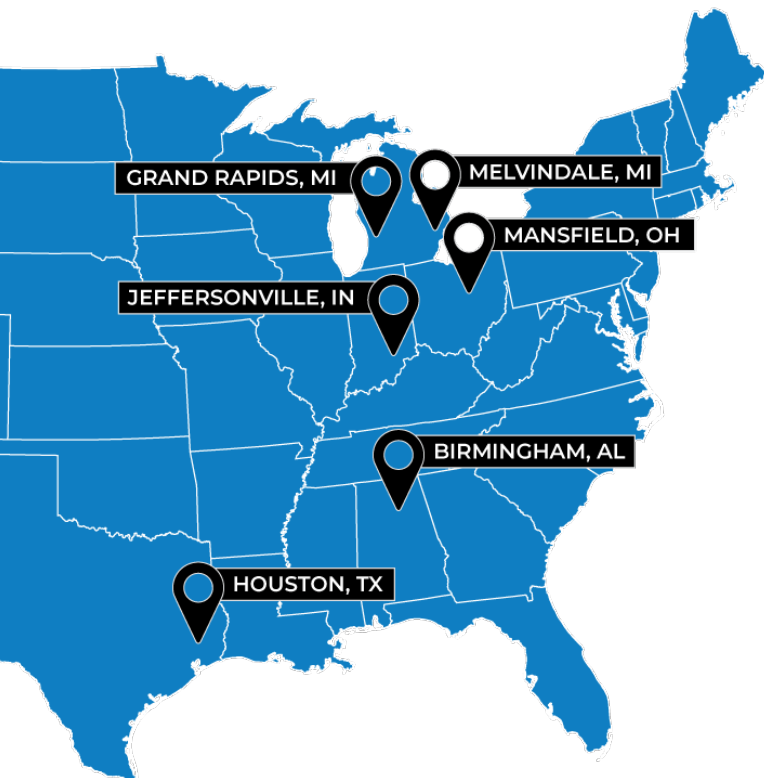 GRAND RAPIDS, MI
MELVINDALE, MI
MANSFIELD, OH
JEFFERSONVILLE, IN
BIRMINGHAM, AL
HOUSTON, TX